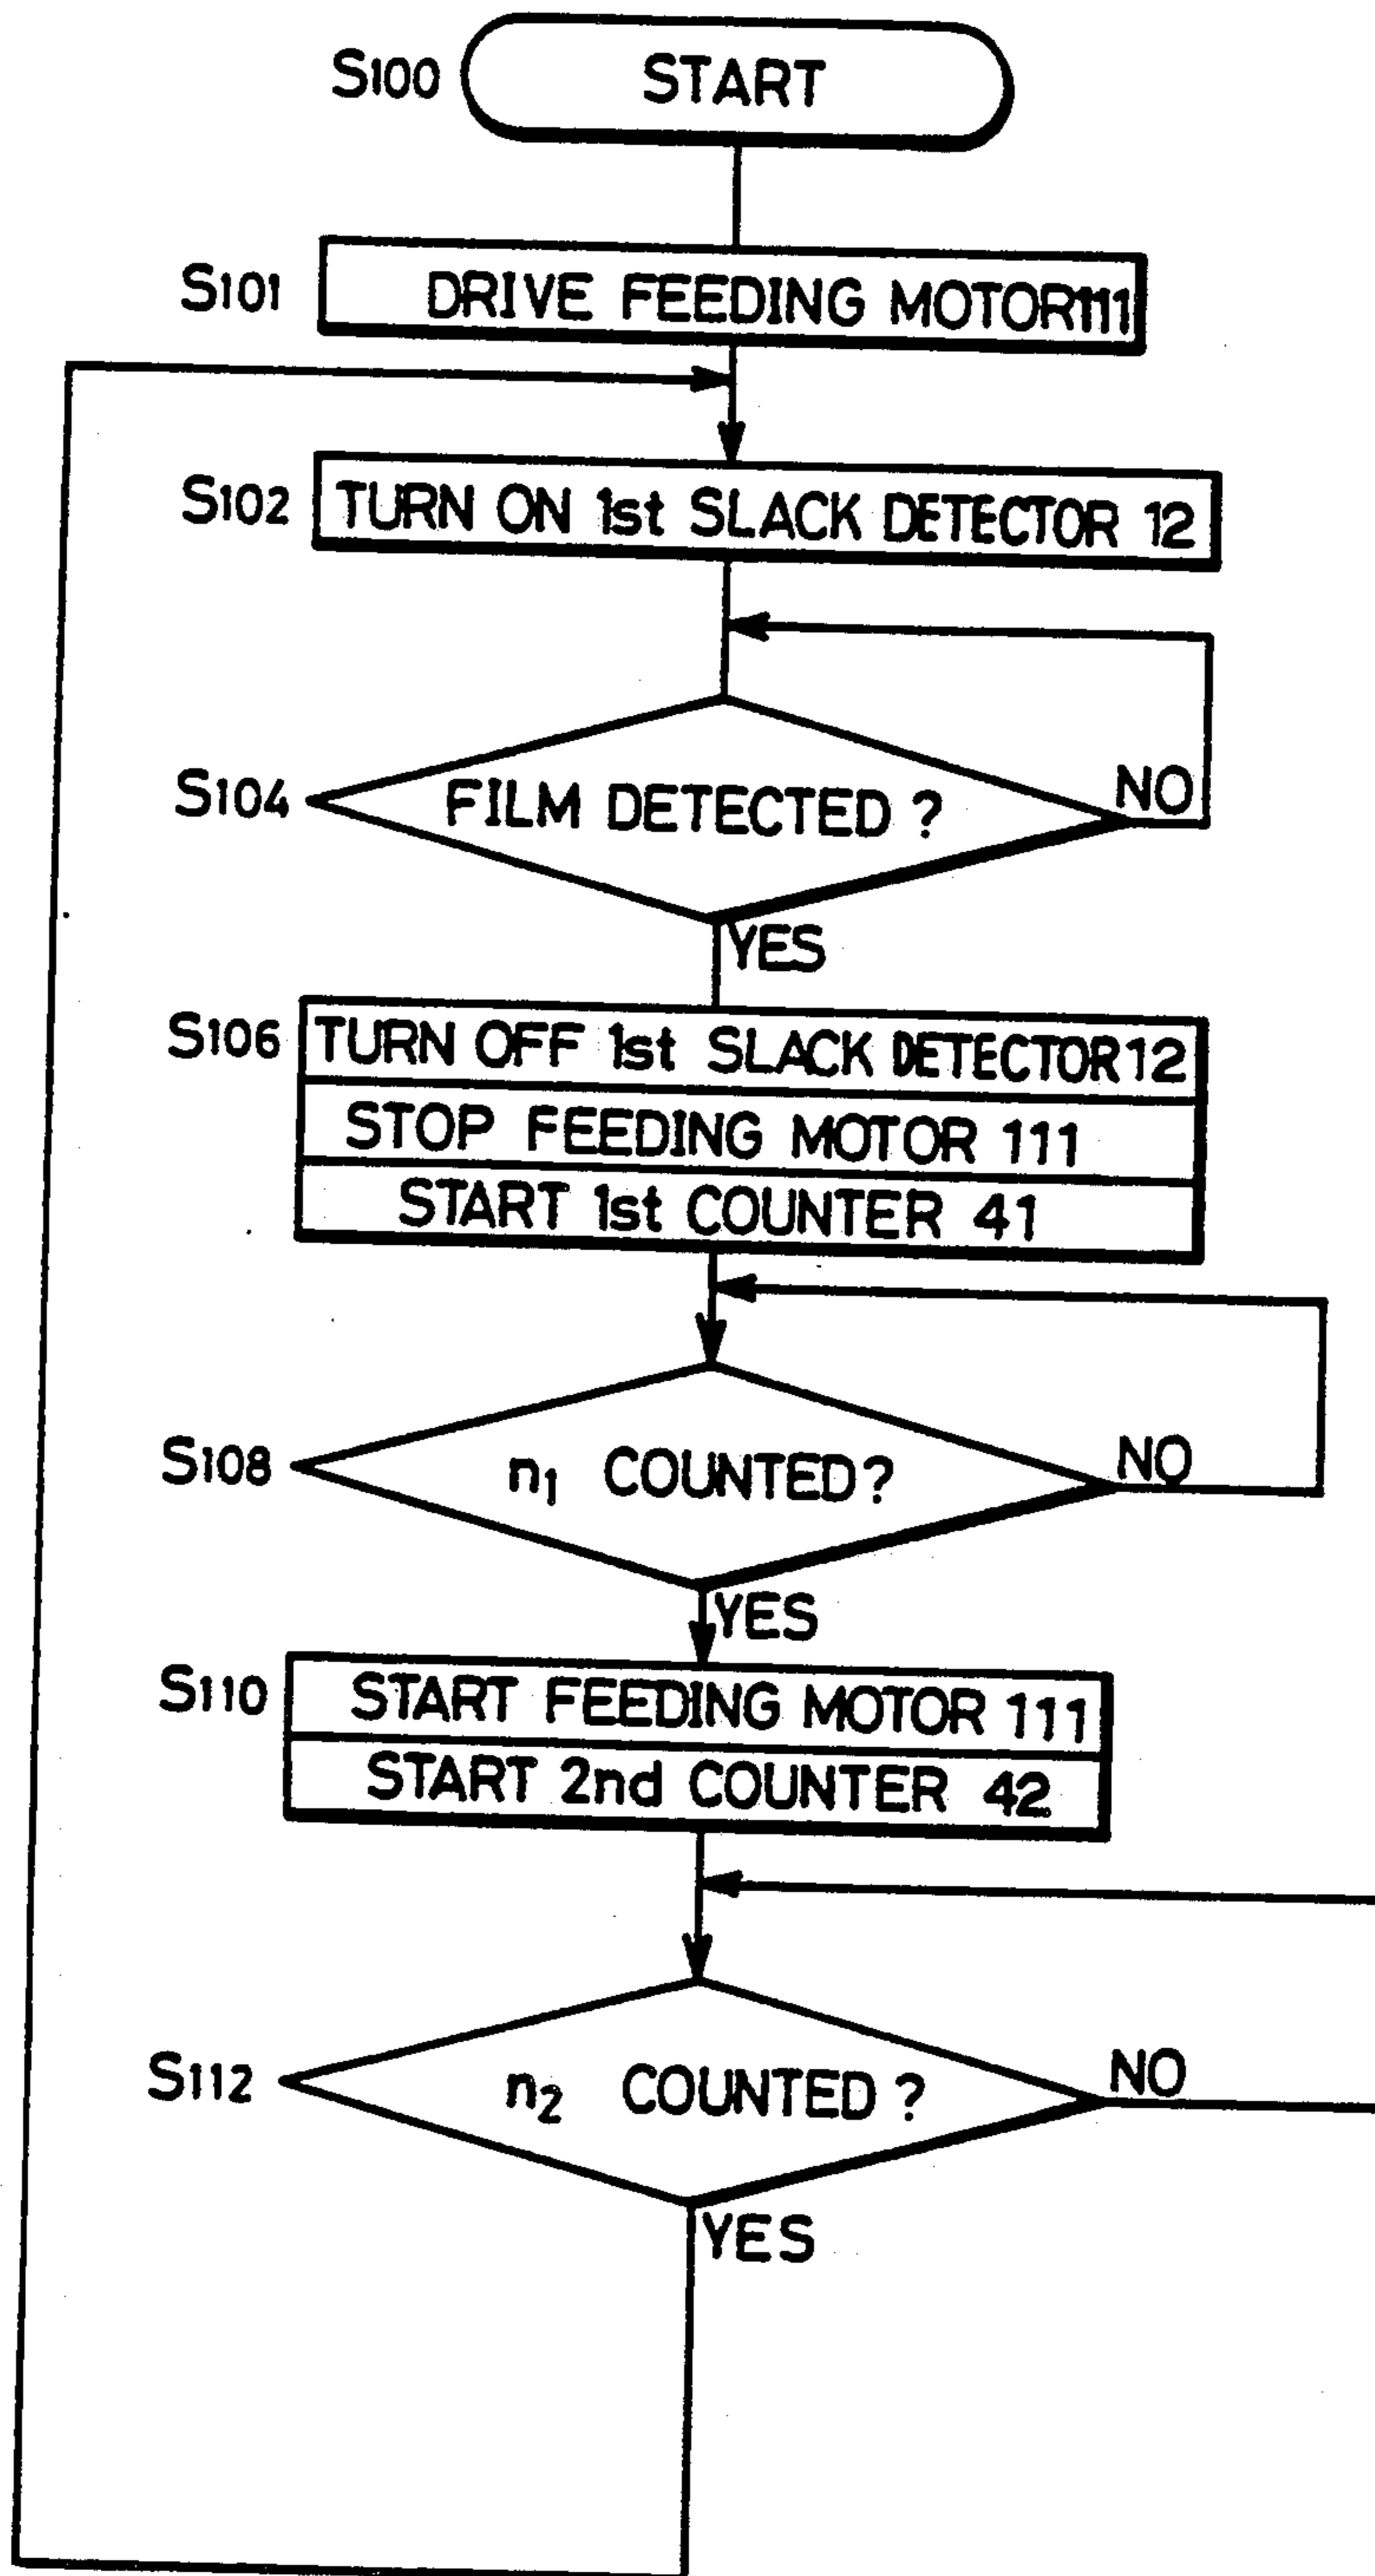 S100 START
S101 DRIVE FEEDING MOTOR111
S102 TURN ON 1st SLACK DETECTOR 12
S104 FILM DETECTED ? NO
YES
S106 TURN OFF 1st SLACK DETECTOR12
STOP FEEDING MOTOR 111
START 1st COUNTER 41
S108 n₁ COUNTED? NO
YES
S110 START FEEDING MOTOR 111
START 2nd COUNTER 42
S112 n₂ COUNTED ? NO
YES